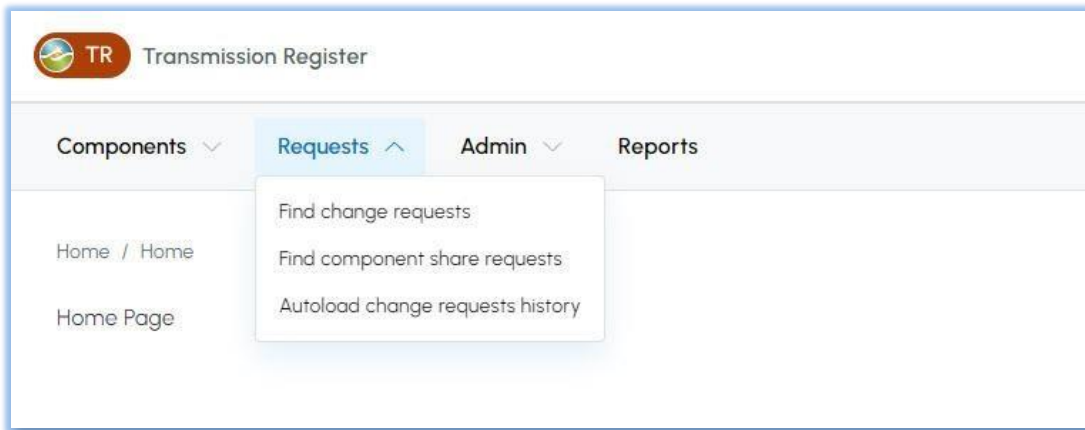 TR Transmission Register
Components Requests Admin Reports
Find change requests
Find component share requests
Autoload change requests history
Home / Home
Home Page